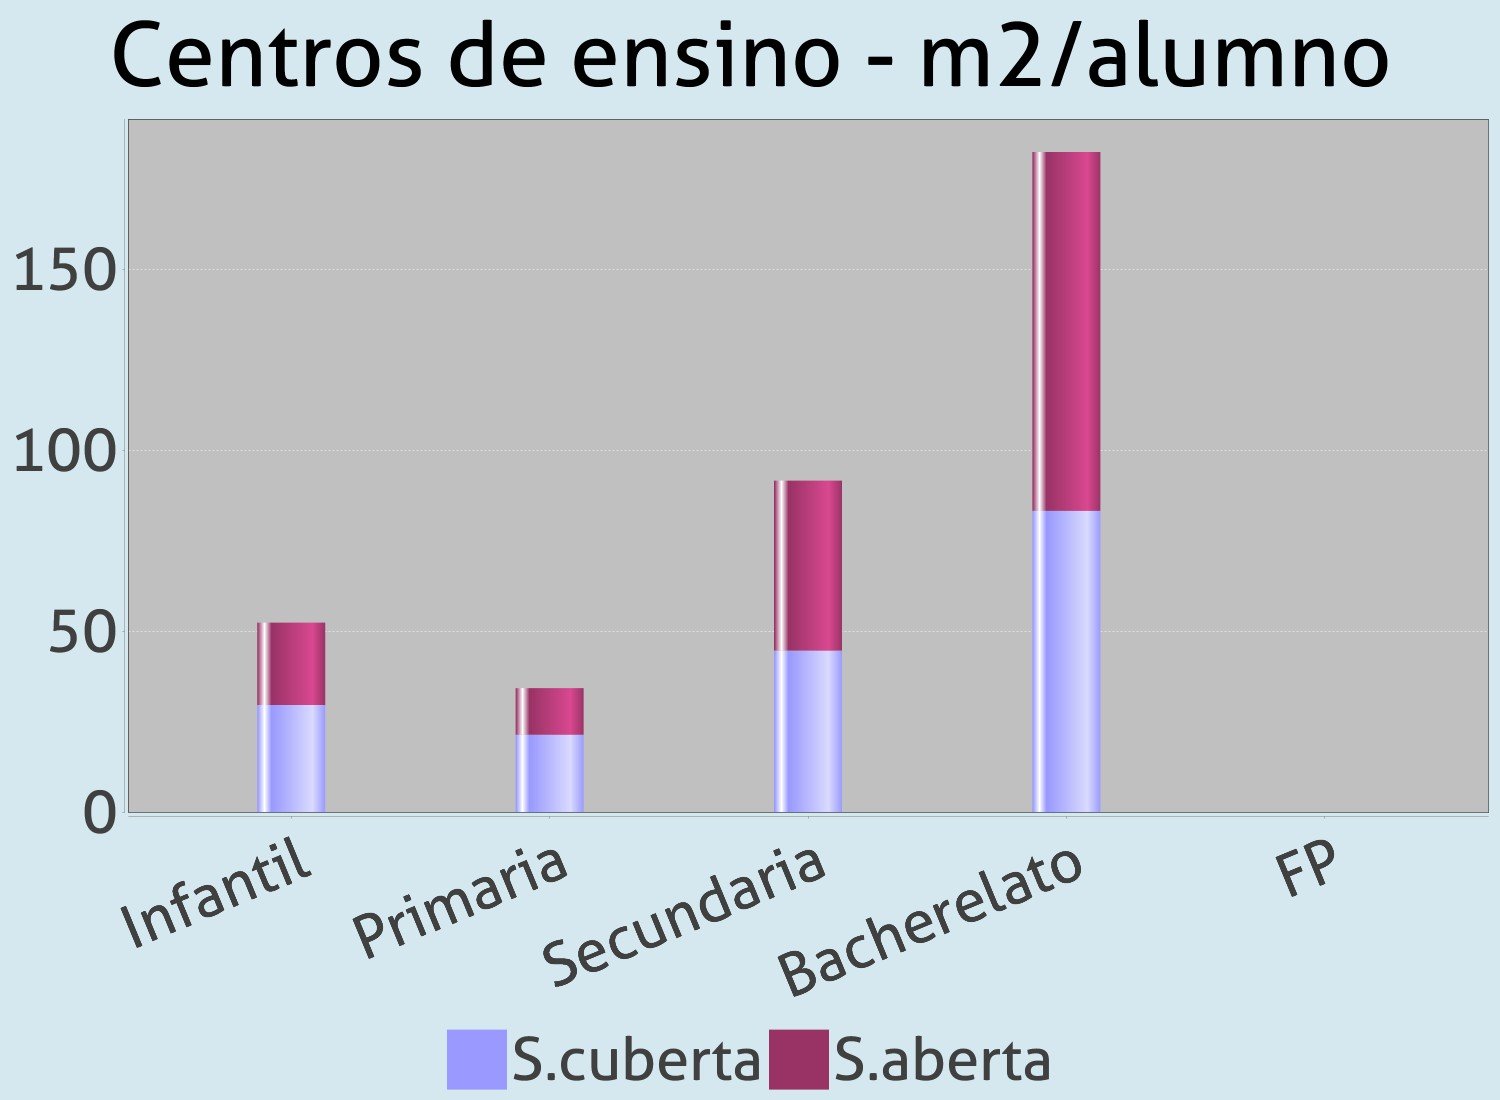 Centros de ensino - m2/alumno
150
100
50
0
Infantil
Primaria
Secundaria
Bacherelato
FP
S.cuberta
S.aberta